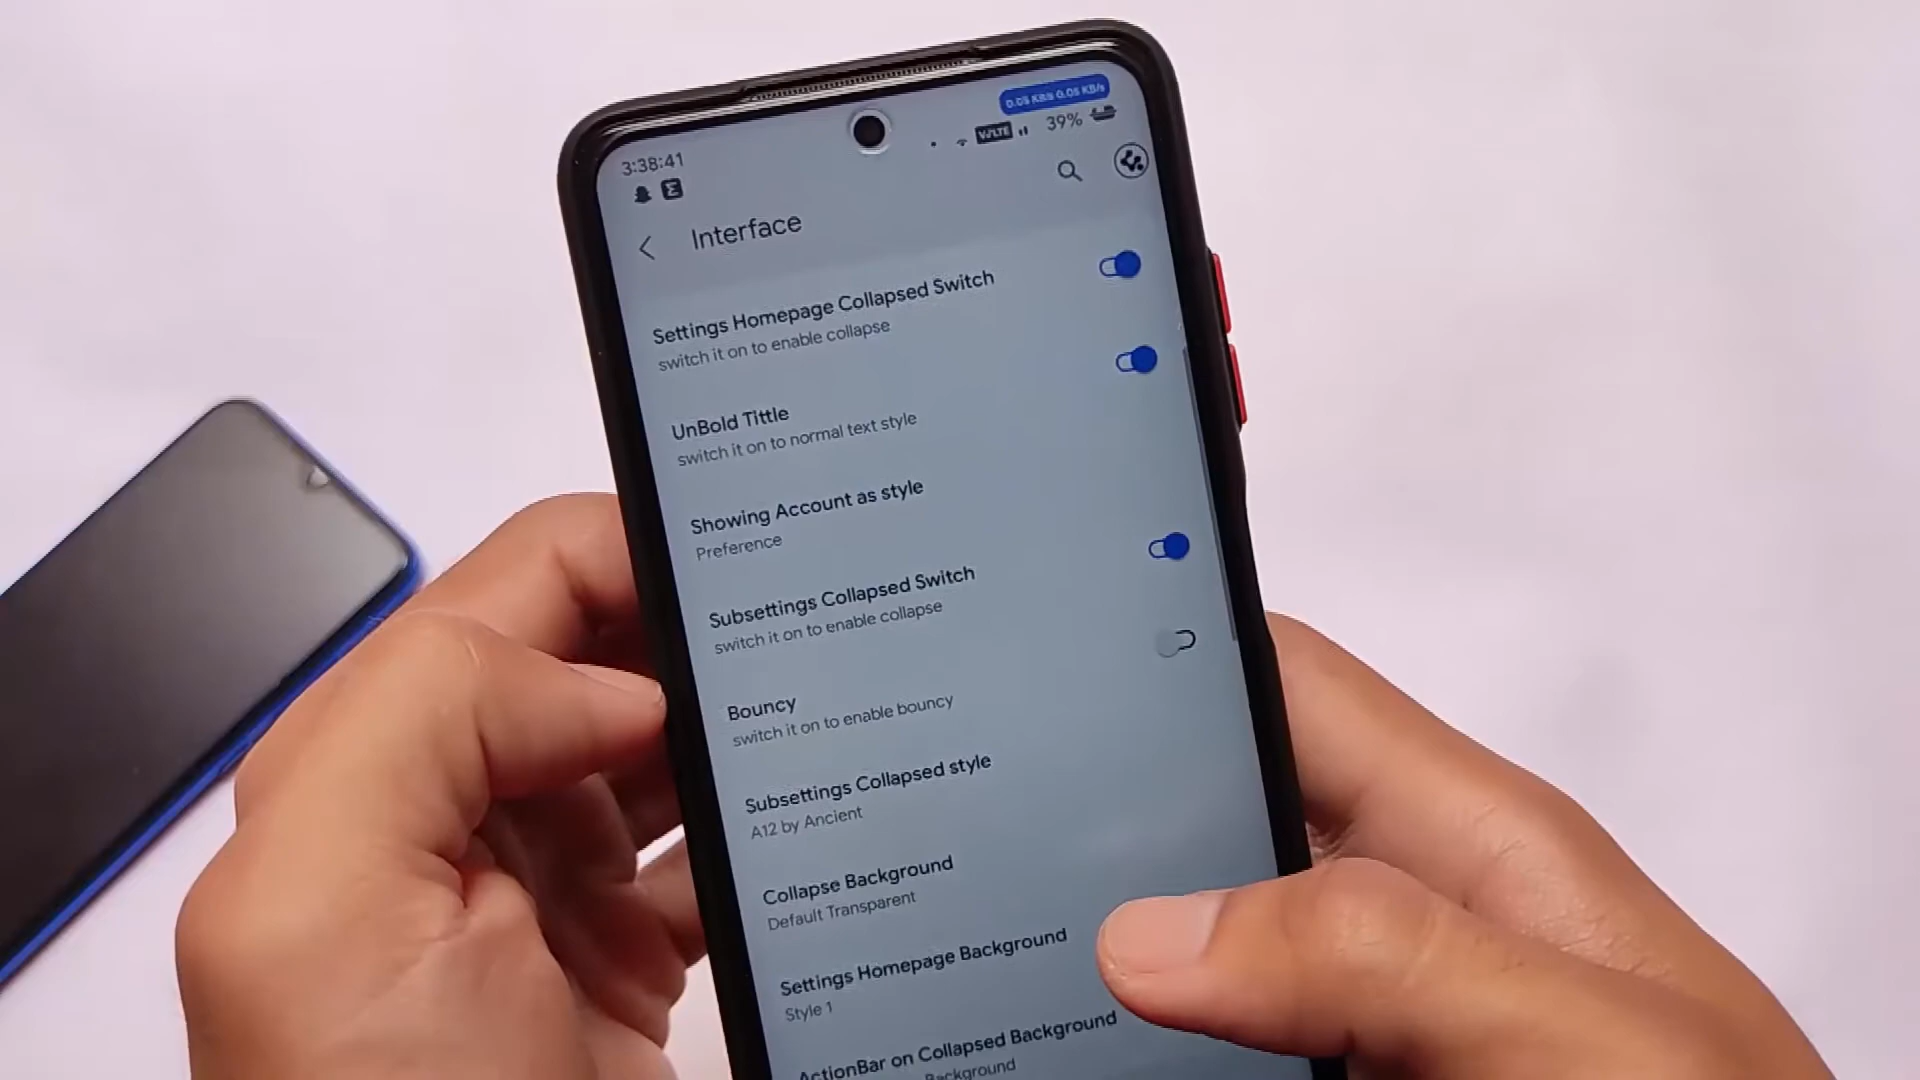 0.05 KB/s 0.05 KB/s
3:38:41
VoLTE
39%
Interface
Settings Homepage Collapsed Switch
switch it on to enable collapse
UnBold Tittle
switch it on to normal text style
Showing Account as style
Preference
Subsettings Collapsed Switch
switch it on to enable collapse
Bouncy
switch it on to enable bouncy
Subsettings Collapsed style
A12 by Ancient
Collapse Background
Default Transparent
Settings Homepage Background
Style 1
ActionBar on Collapsed Background
Background